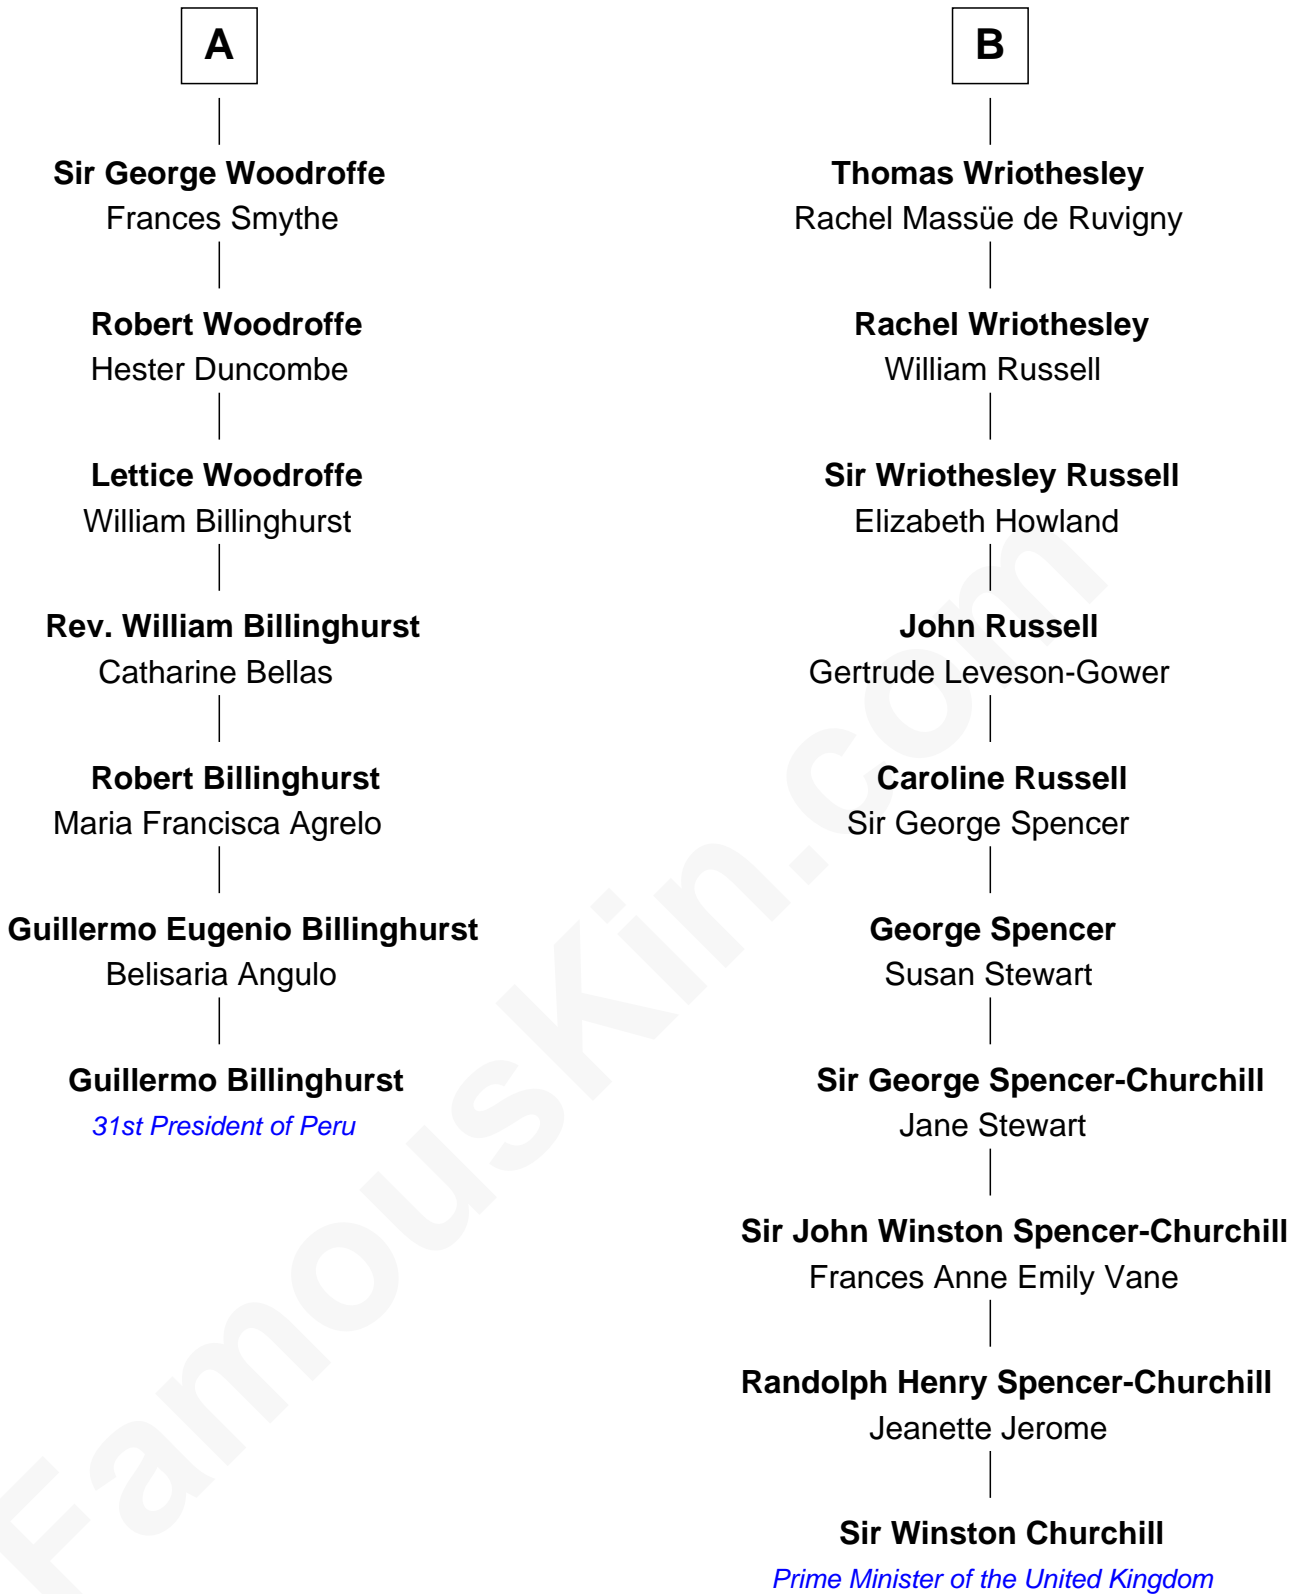 A
Sir George Woodroffe
Frances Smythe
Robert Woodroffe
Hester Duncombe
Lettice Woodroffe
William Billinghurst
Rev. William Billinghurst
Catharine Bellas
Robert Billinghurst
Maria Francisca Agrelo
Guillermo Eugenio Billinghurst
Belisaria Angulo
Guillermo Billinghurst
31st President of Peru
B
Thomas Wriothesley
Rachel Massüe de Ruvigny
Rachel Wriothesley
William Russell
Sir Wriothesley Russell
Elizabeth Howland
John Russell
Gertrude Leveson-Gower
Caroline Russell
Sir George Spencer
George Spencer
Susan Stewart
Sir George Spencer-Churchill
Jane Stewart
Sir John Winston Spencer-Churchill
Frances Anne Emily Vane
Randolph Henry Spencer-Churchill
Jeanette Jerome
Sir Winston Churchill
Prime Minister of the United Kingdom
FamousKin.com